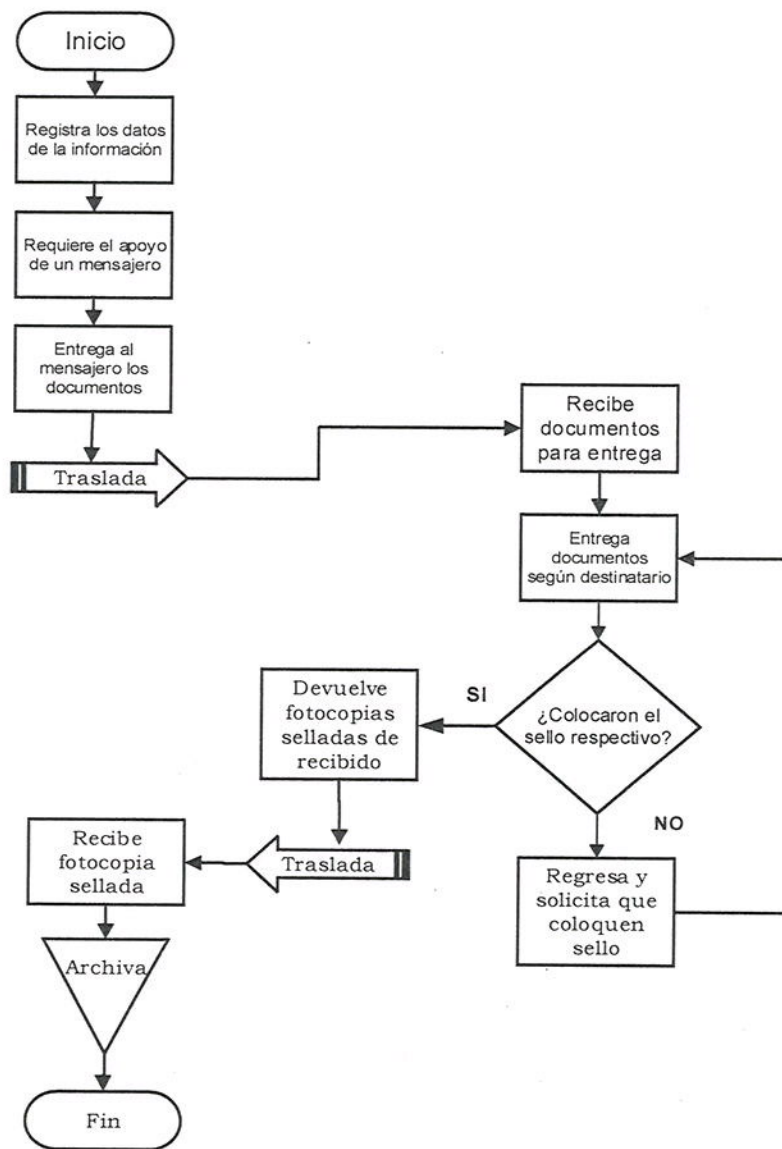 Inicio
Registra los datos
de la información
Requiere el apoyo
de un mensajero
Entrega al
mensajero los
documentos
Traslada
Recibe
documentos
para entrega
Entrega
documentos
según destinatario
¿Colocaron el
sello respectivo?
SI
Devuelve
fotocopias
selladas de
recibido
Traslada
Recibe
fotocopia
sellada
Archiva
Fin
NO
Regresa y
solicita que
coloquen
sello